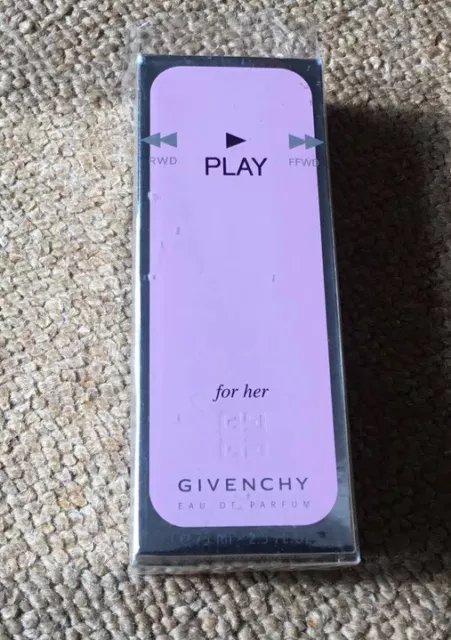 RWD PLAY FFWD
for her
GIVENCHY
EAU DE PARFUM